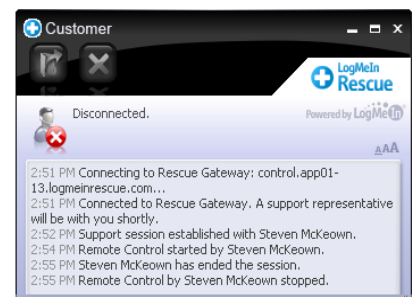 Customer
LogMeIn
Rescue
Disconnected.
Powered by LogMeIn
AAA
2:51 PM Connecting to Rescue Gateway: control.app01-
13.logmeinrescue.com...
2:51 PM Connected to Rescue Gateway. A support representative
will be with you shortly.
2:52 PM Support session established with Steven McKeown.
2:54 PM Remote Control started by Steven McKeown.
2:55 PM Steven McKeown has ended the session.
2:55 PM Remote Control by Steven McKeown stopped.